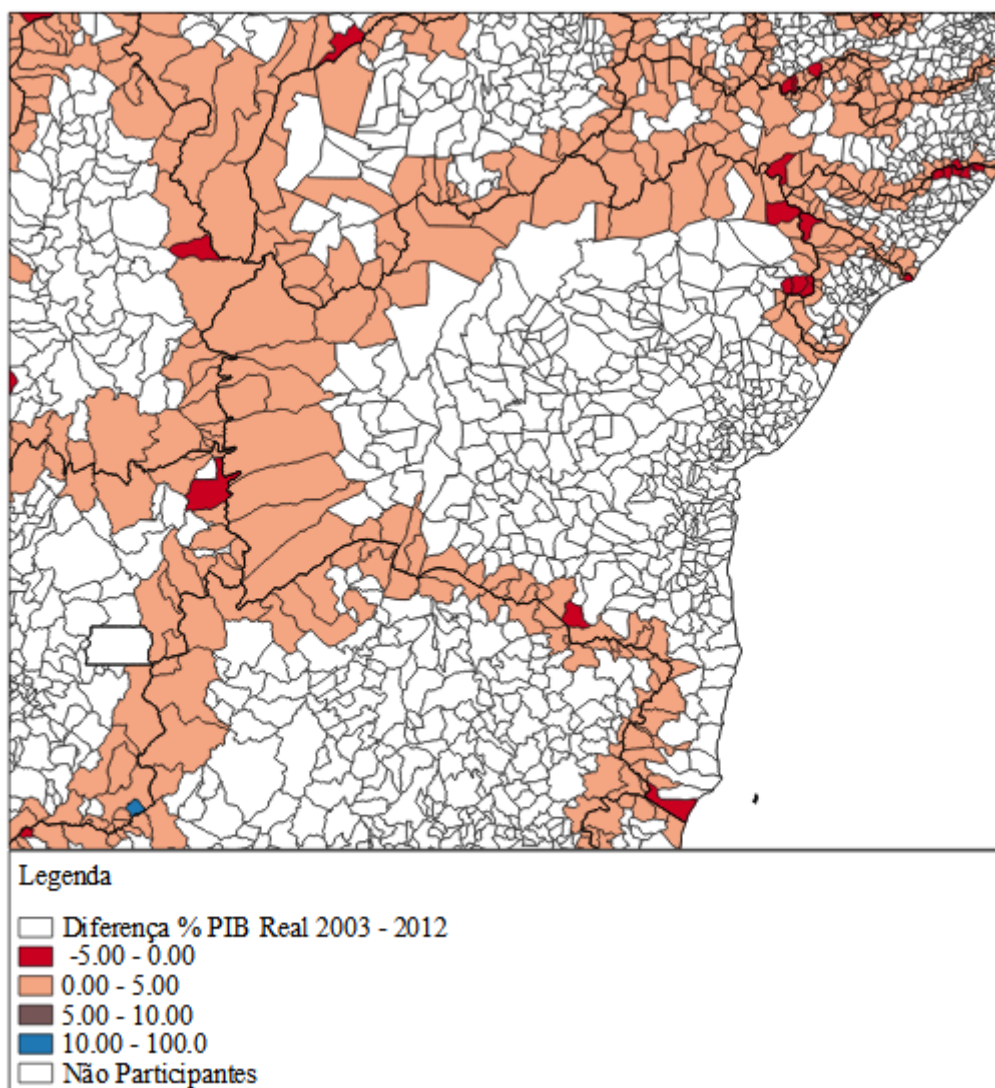 Legenda
Diferença % PIB Real 2003 - 2012
-5.00 - 0.00
0.00 - 5.00
5.00 - 10.00
10.00 - 100.0
Não Participantes